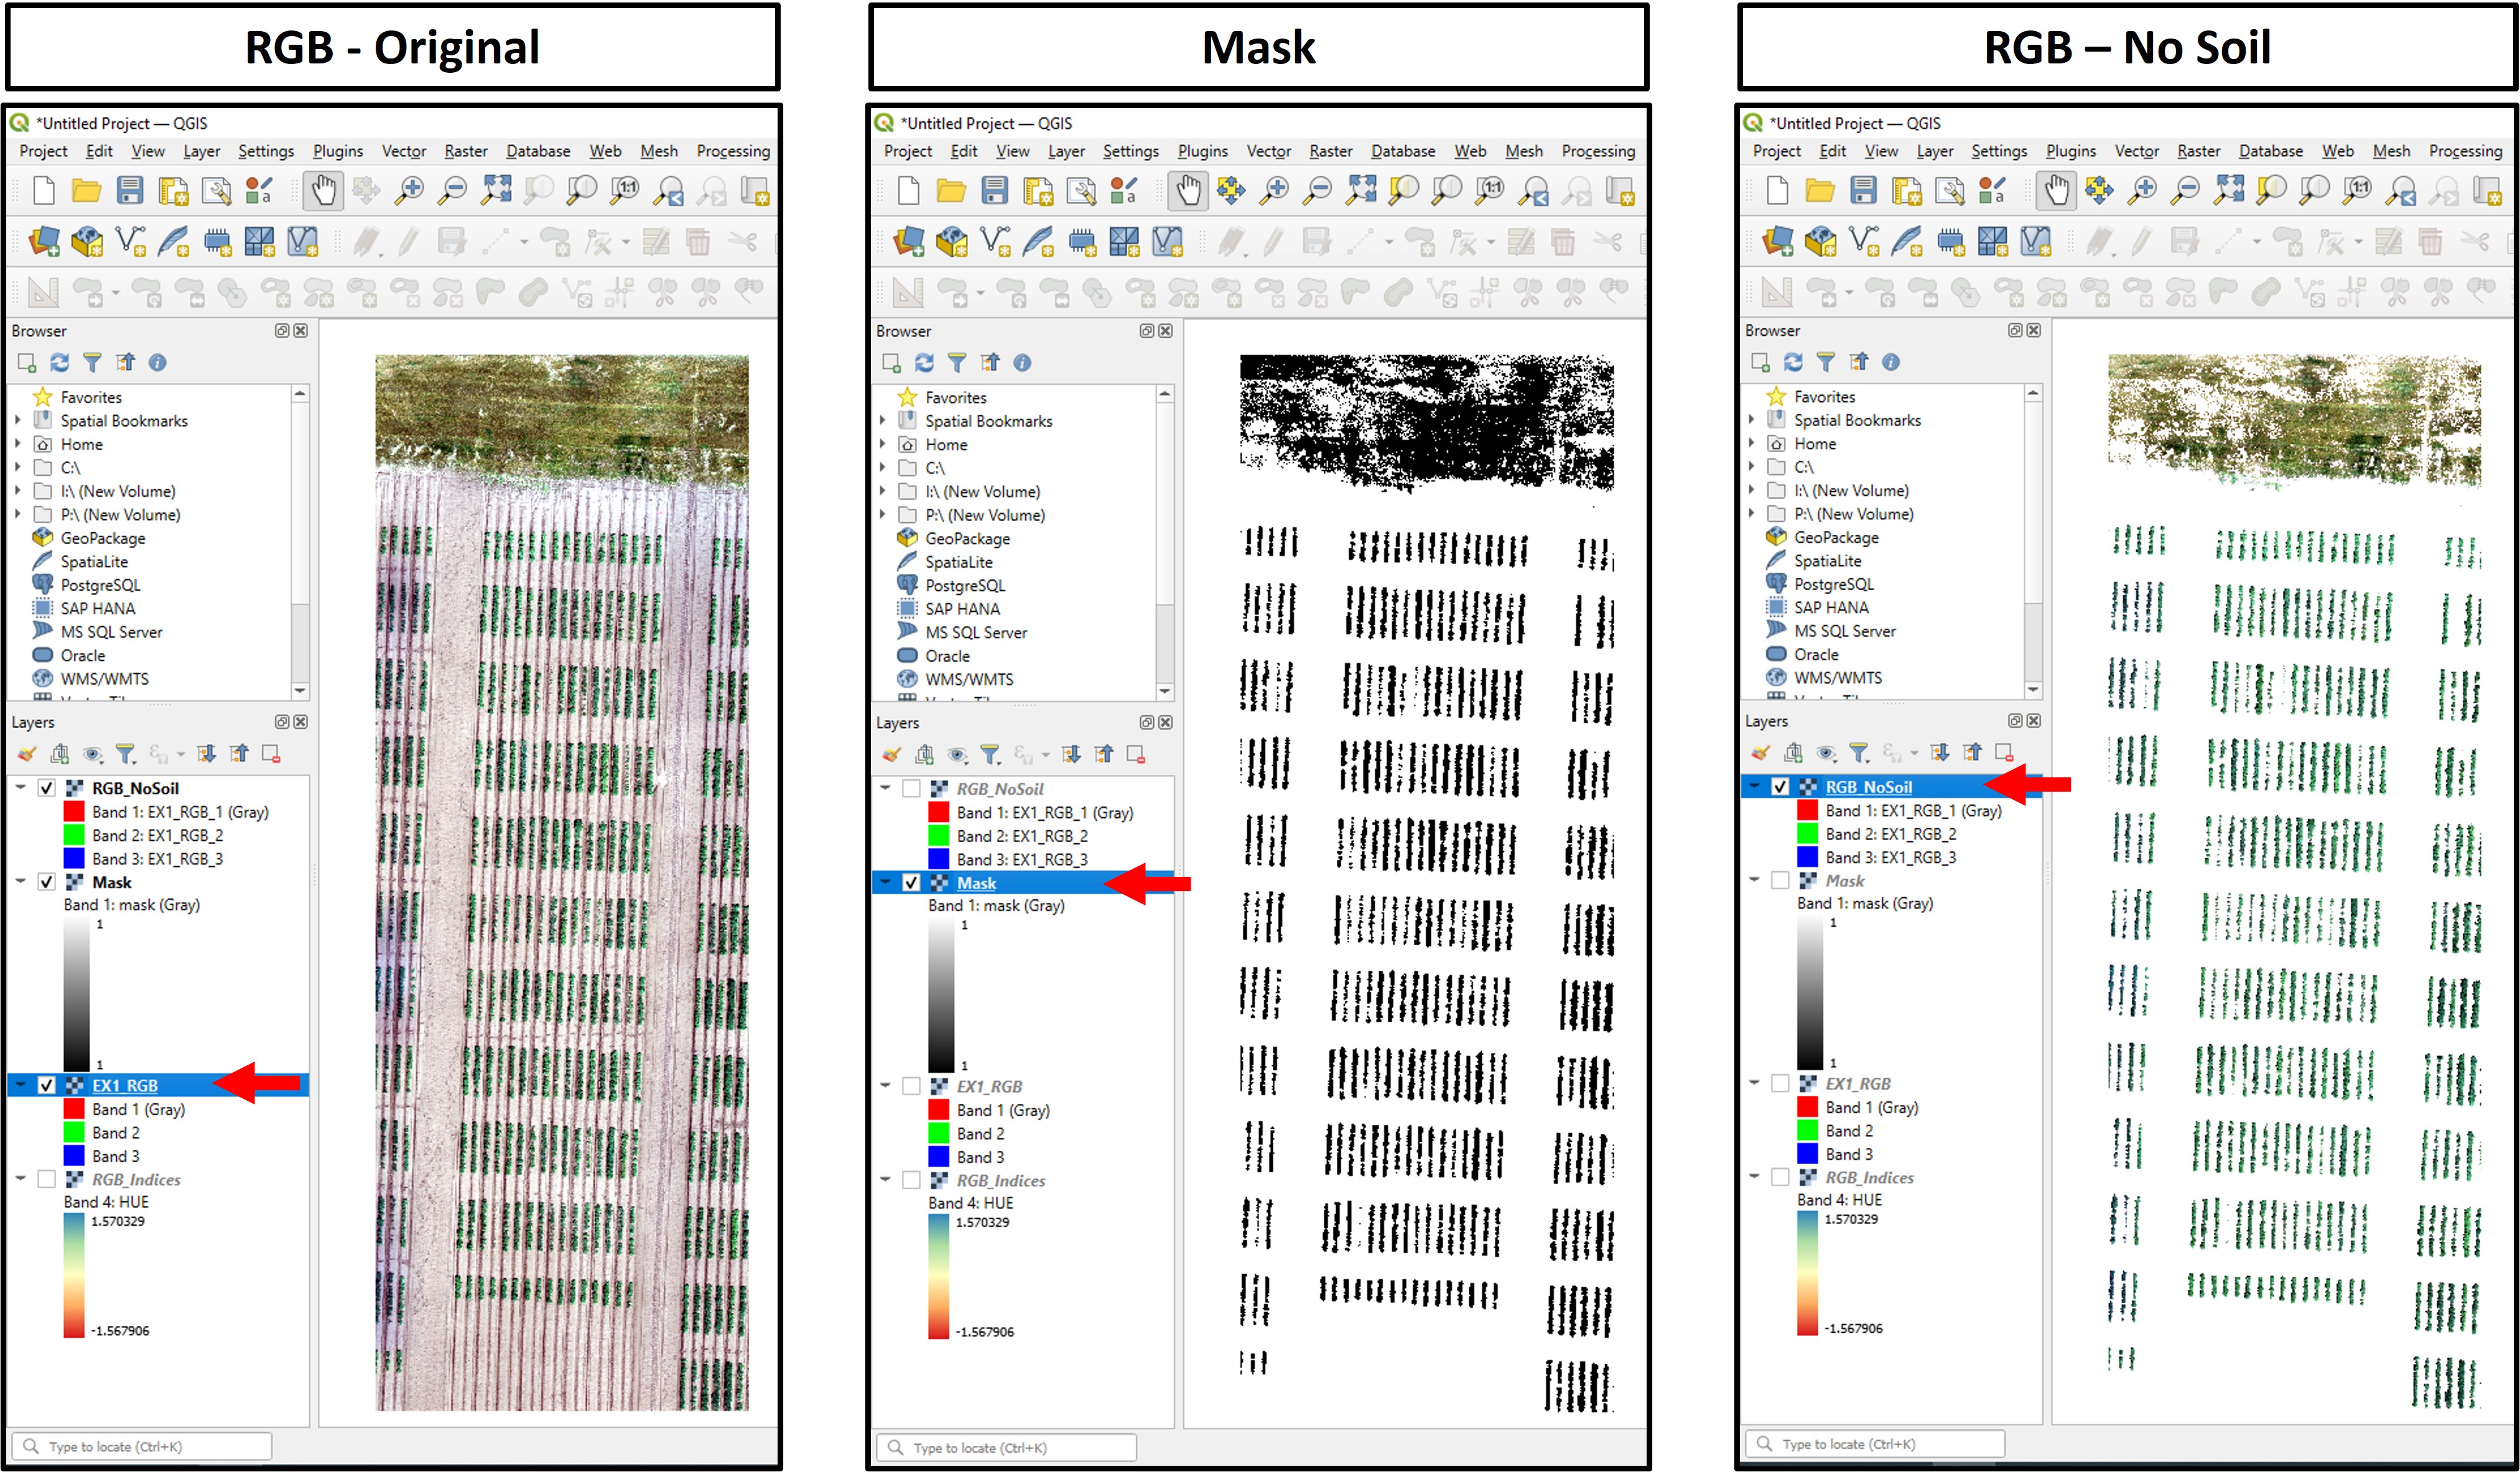 RGB - Original
*Untitled Project — QGIS
Project Edit View Layer Settings Plugins Vector Raster Database Web Mesh Processing
Browser
Favorites
Spatial Bookmarks
Home
C:\
I:\ (New Volume)
P:\ (New Volume)
GeoPackage
SpatiaLite
PostgreSQL
SAP HANA
MS SQL Server
Oracle
WMS/WMTS
Layers
RGB_NoSoil
Band 1: EX1_RGB_1 (Gray)
Band 2: EX1_RGB_2
Band 3: EX1_RGB_3
Mask
Band 1: mask (Gray)
1
1
EX1_RGB
Band 1 (Gray)
Band 2
Band 3
RGB_Indices
Band 4: HUE
1.570329
-1.567906
Type to locate (Ctrl+K)
Mask
*Untitled Project — QGIS
Project Edit View Layer Settings Plugins Vector Raster Database Web Mesh Processing
Browser
Favorites
Spatial Bookmarks
Home
C:\
I:\ (New Volume)
P:\ (New Volume)
GeoPackage
SpatiaLite
PostgreSQL
SAP HANA
MS SQL Server
Oracle
WMS/WMTS
Layers
RGB_NoSoil
Band 1: EX1_RGB_1 (Gray)
Band 2: EX1_RGB_2
Band 3: EX1_RGB_3
Mask
Band 1: mask (Gray)
1
1
EX1_RGB
Band 1 (Gray)
Band 2
Band 3
RGB_Indices
Band 4: HUE
1.570329
-1.567906
Type to locate (Ctrl+K)
RGB – No Soil
*Untitled Project — QGIS
Project Edit View Layer Settings Plugins Vector Raster Database Web Mesh Processing
Browser
Favorites
Spatial Bookmarks
Home
C:\
I:\ (New Volume)
P:\ (New Volume)
GeoPackage
SpatiaLite
PostgreSQL
SAP HANA
MS SQL Server
Oracle
WMS/WMTS
Layers
RGB_NoSoil
Band 1: EX1_RGB_1 (Gray)
Band 2: EX1_RGB_2
Band 3: EX1_RGB_3
Mask
Band 1: mask (Gray)
1
1
EX1_RGB
Band 1 (Gray)
Band 2
Band 3
RGB_Indices
Band 4: HUE
1.570329
-1.567906
Type to locate (Ctrl+K)